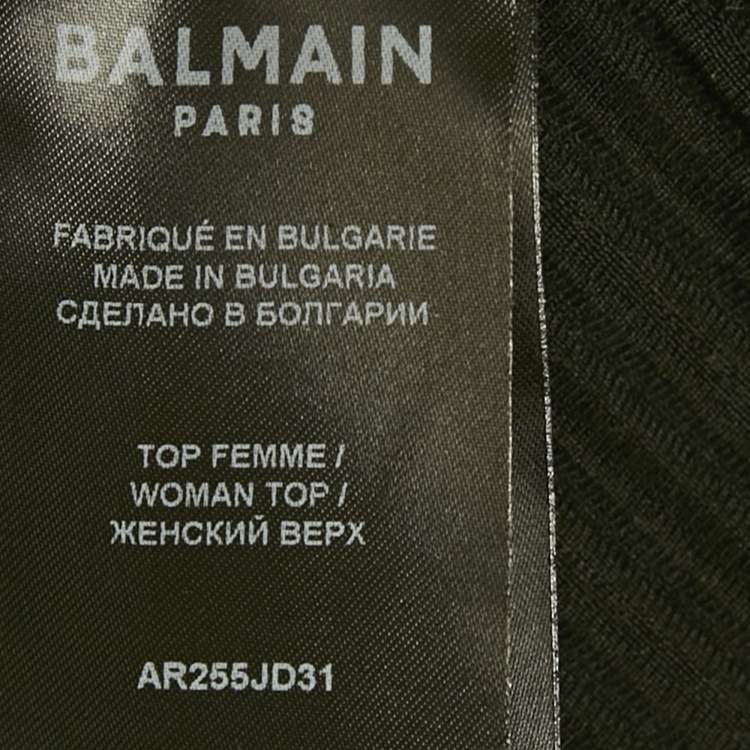 BALMAIN
PARIS
FABRIQUÉ EN BULGARIE
MADE IN BULGARIA
СДЕЛАНО В БОЛГАРИИ
TOP FEMME /
WOMAN TOP /
ЖЕНСКИЙ ВЕРХ
AR255JD31